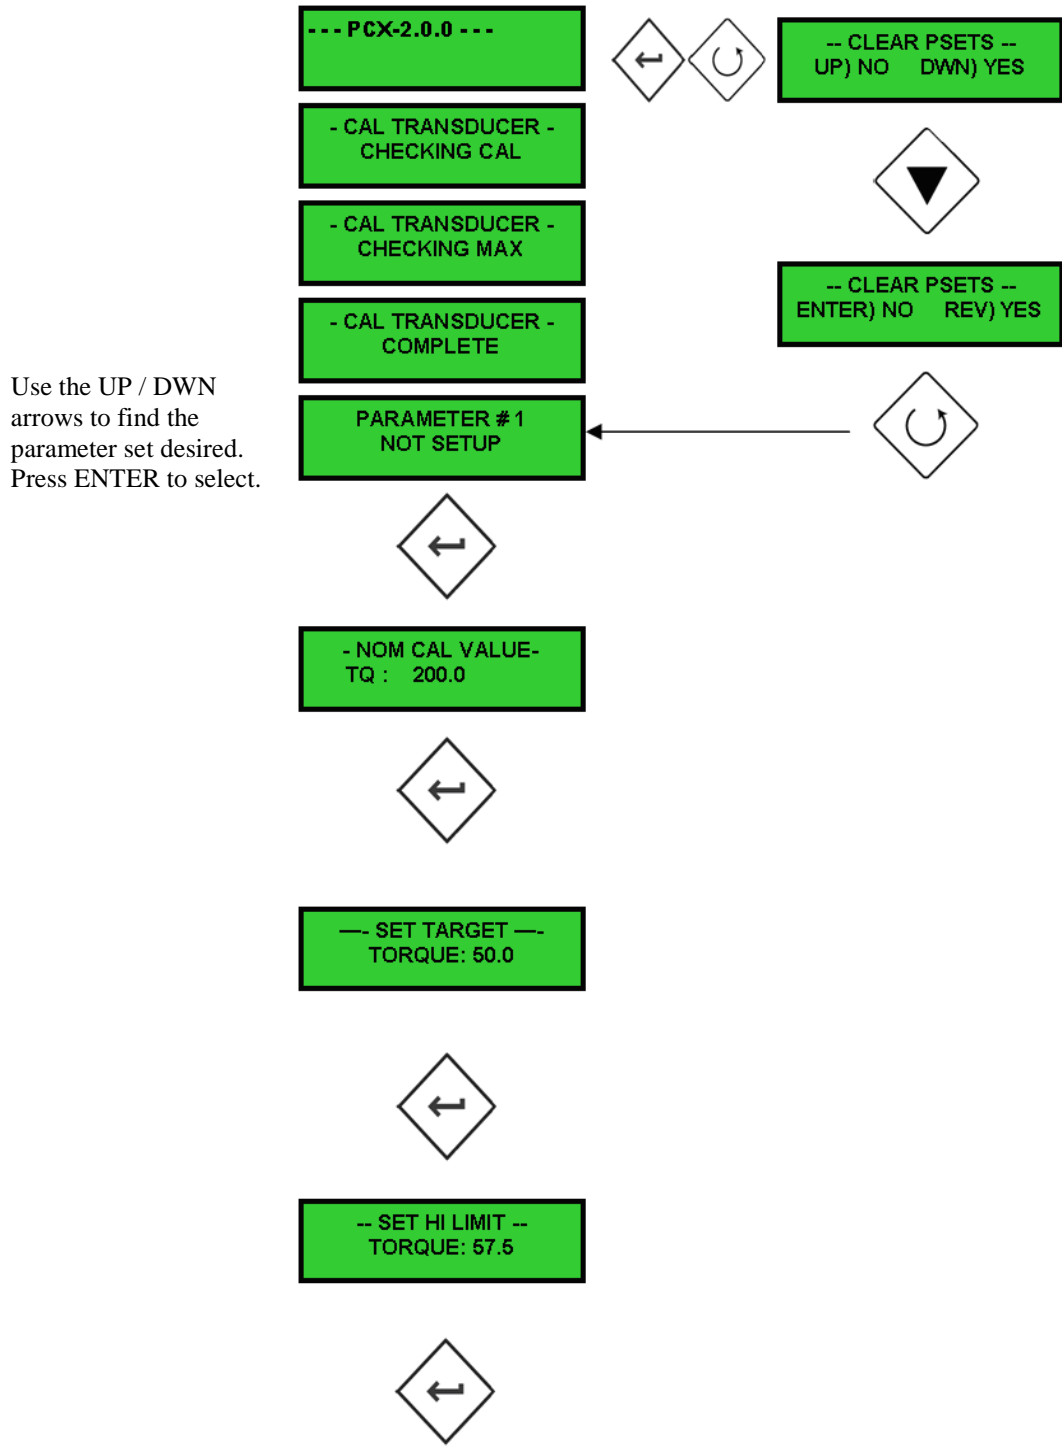 - - - PCX-2.0.0 - - -
-- CLEAR PSETS --
UP) NO DWN) YES
- CAL TRANSDUCER -
CHECKING CAL
- CAL TRANSDUCER -
CHECKING MAX
-- CLEAR PSETS --
ENTER) NO REV) YES
- CAL TRANSDUCER -
COMPLETE
Use the UP / DWN
arrows to find the
parameter set desired.
Press ENTER to select.
PARAMETER # 1
NOT SETUP
- NOM CAL VALUE-
TQ : 200.0
—- SET TARGET —-
TORQUE: 50.0
-- SET HI LIMIT --
TORQUE: 57.5